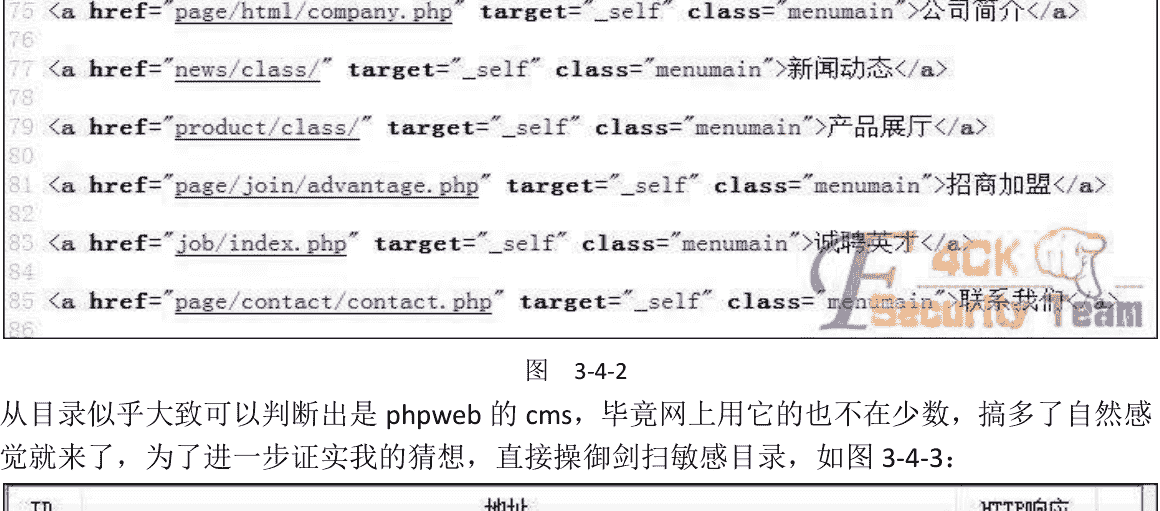 75 <a href="page/html/company.php" target="_self" class="menumain">公司简介</a>
76
77 <a href="news/class/" target="_self" class="menumain">新闻动态</a>
78
79 <a href="product/class/" target="_self" class="menumain">产品展厅</a>
80
81 <a href="page/join/advantage.php" target="_self" class="menumain">招商加盟</a>
82
83 <a href="job/index.php" target="_self" class="menumain">诚聘英才</a>
84
85 <a href="page/contact/contact.php" target="_self" class="menumain">联系我们</a>
86
F4CK
Security Team
图 3-4-2
从目录似乎大致可以判断出是 phpweb 的 cms，毕竟网上用它的也不在少数，搞多了自然感
觉就来了，为了进一步证实我的猜想，直接操御剑扫敏感目录，如图 3-4-3：
ID 地址 HTTP响应